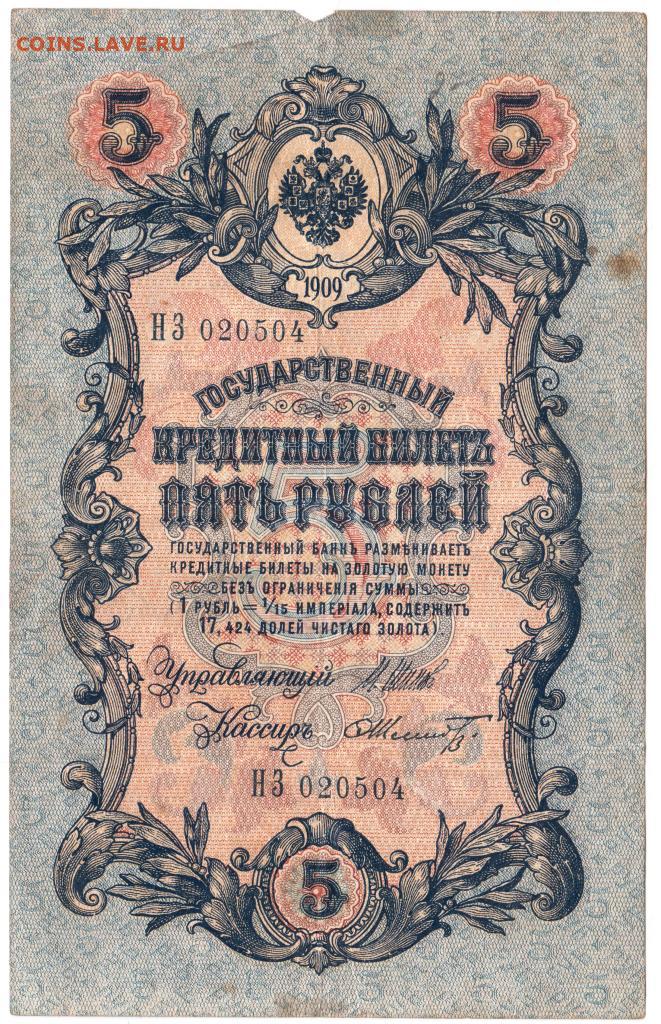 COINS.LAVE.RU
5 5
1909
НЗ 020504
ГОСУДАРСТВЕННЫЙ
КРЕДИТНЫЙ БИЛЕТЪ
ПЯТЬ РУБЛЕЙ
ГОСУДАРСТВЕННЫЙ БАНКЪ РАЗМѢНИВАЕТЪ
КРЕДИТНЫЕ БИЛЕТЫ НА ЗОЛОТУЮ МОНЕТУ
БЕЗЪ ОГРАНИЧЕНІЯ СУММЫ
(1 РУБЛЬ = 1/15 ИМПЕРІАЛА, СОДЕРЖИТЪ
17,424 ДОЛЕЙ ЧИСТАГО ЗОЛОТА).
Управляющій
Кассиръ
НЗ 020504
5